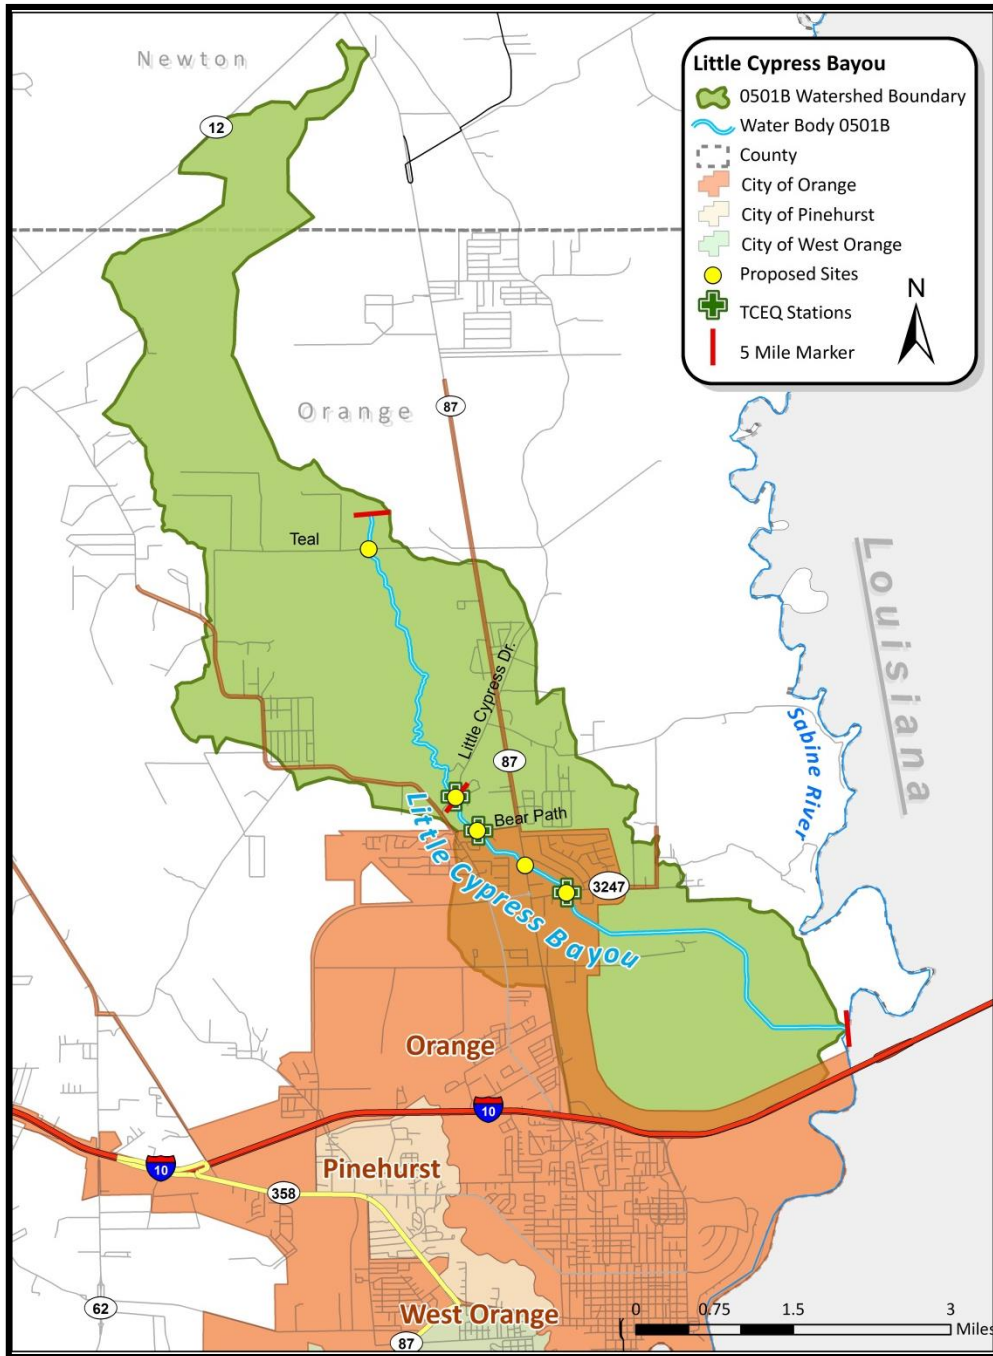 Newton
12
Little Cypress Bayou
0501B Watershed Boundary
Water Body 0501B
County
City of Orange
City of Pinehurst
City of West Orange
Proposed Sites
TCEQ Stations
5 Mile Marker
N
Orange
87
Teal
Louisiana
Little Cypress Dr.
Sabine River
87
Bear Path
Little Cypress Bayou
3247
Orange
10
10
Pinehurst
358
62
West Orange
87
0 0.75 1.5 3
Miles